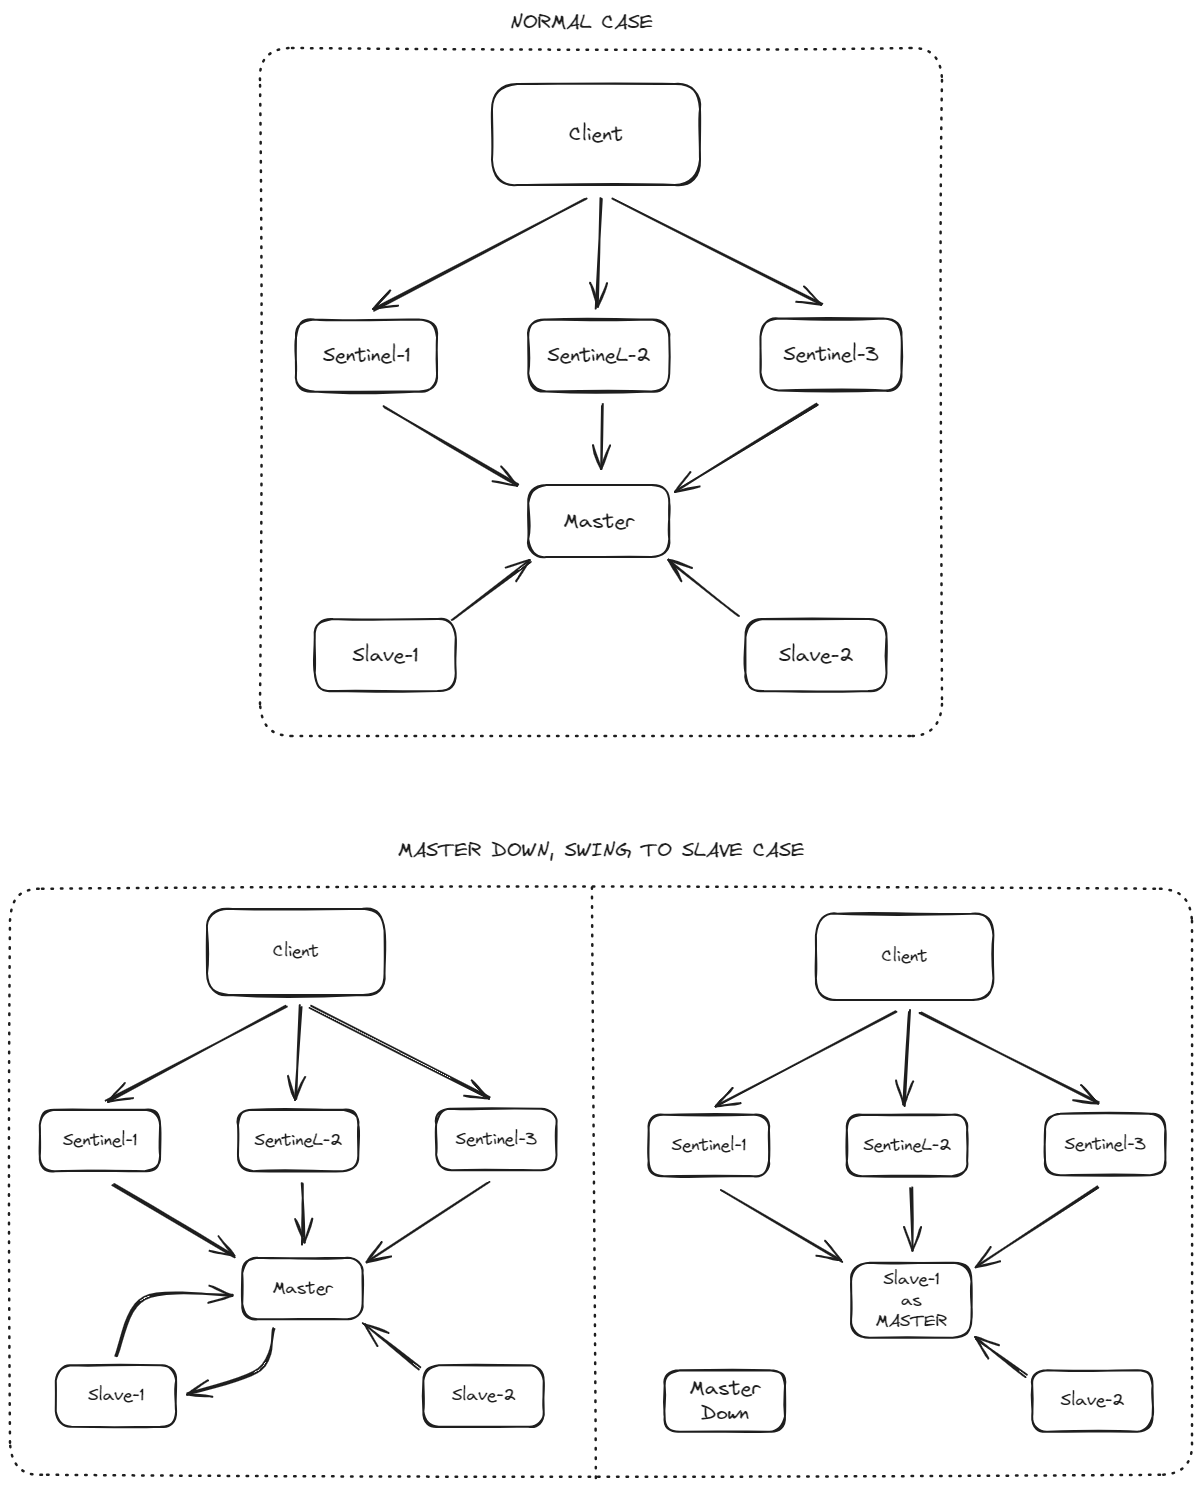 NORMAL CASE
Client
Sentinel-1
SentineL-2
Sentinel-3
Master
Slave-1
Slave-2
MASTER DOWN, SWING TO SLAVE CASE
Client
Sentinel-1
SentineL-2
Sentinel-3
Master
Slave-1
Slave-2
Client
Sentinel-1
SentineL-2
Sentinel-3
Slave-1
as
MASTER
Master
Down
Slave-2